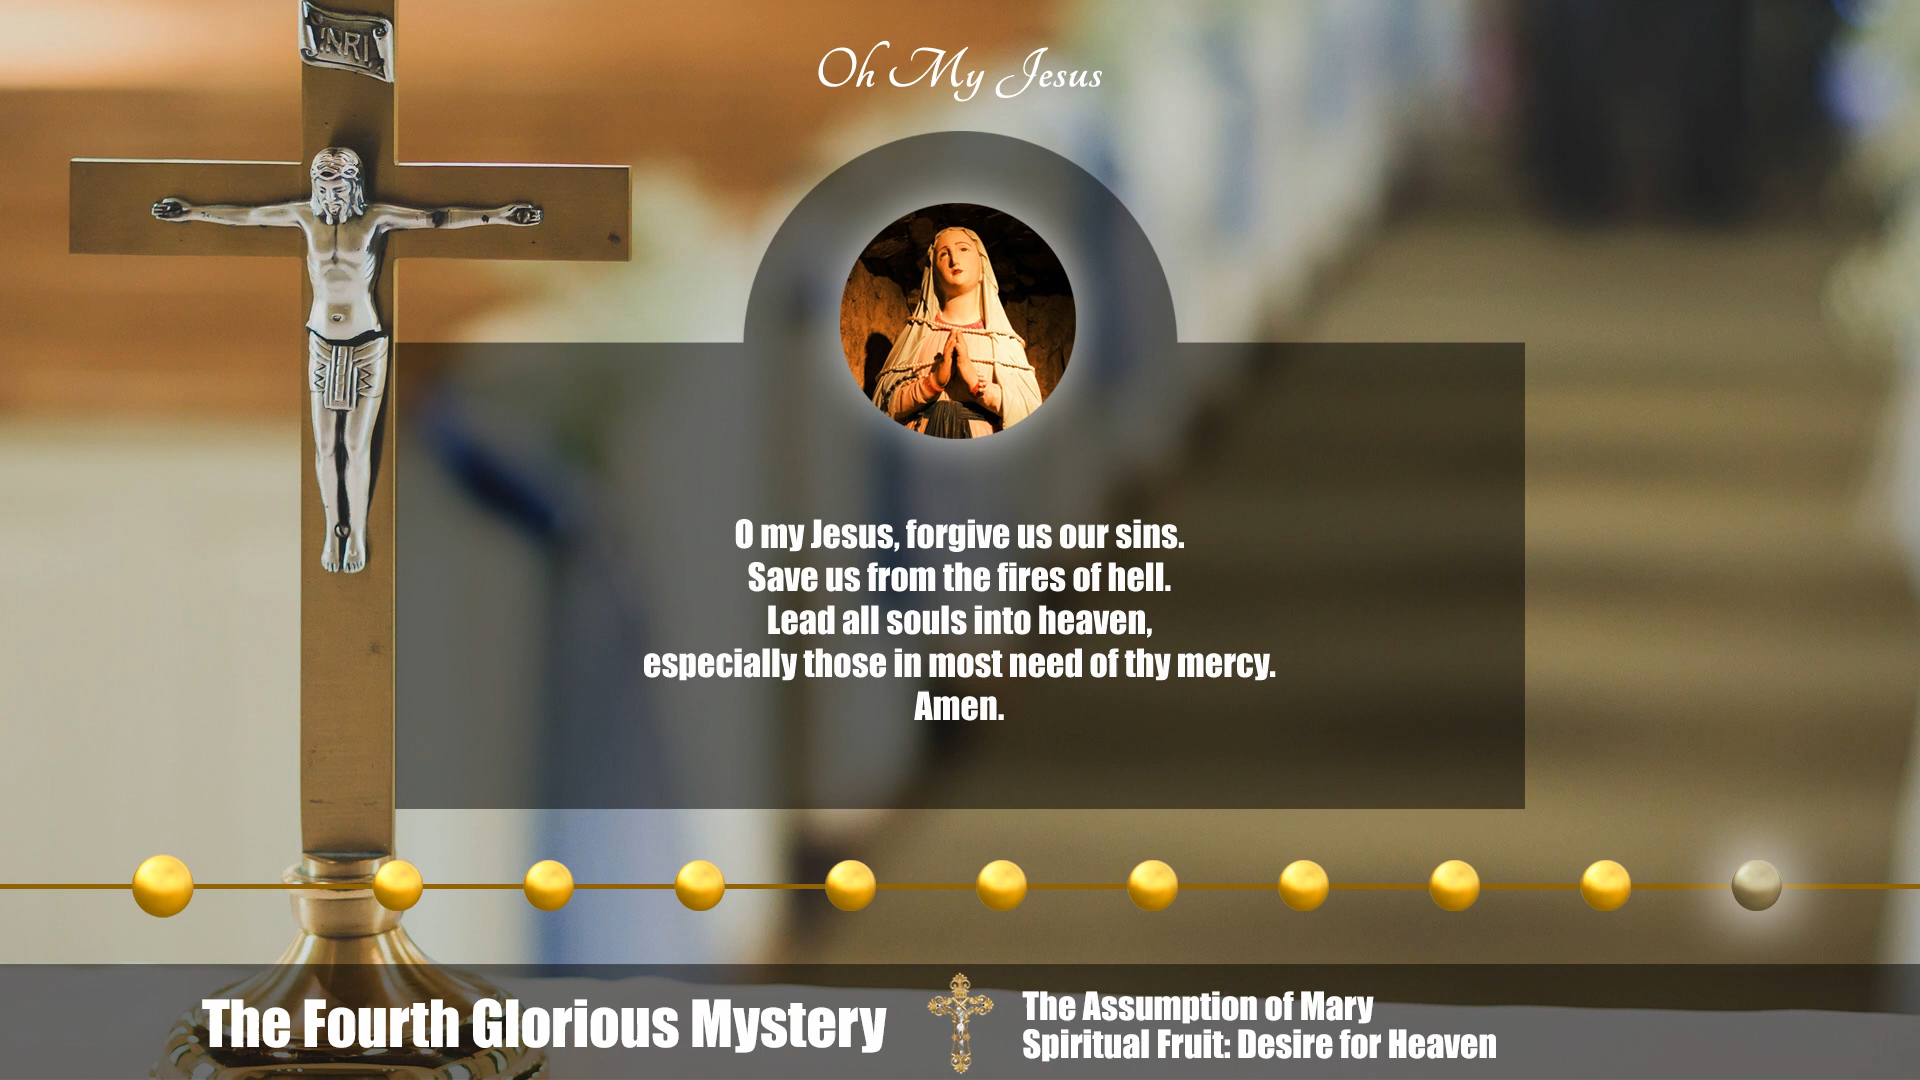 INRI
Oh My Jesus
O my Jesus, forgive us our sins.
Save us from the fires of hell.
Lead all souls into heaven,
especially those in most need of thy mercy.
Amen.
The Fourth Glorious Mystery
The Assumption of Mary
Spiritual Fruit: Desire for Heaven